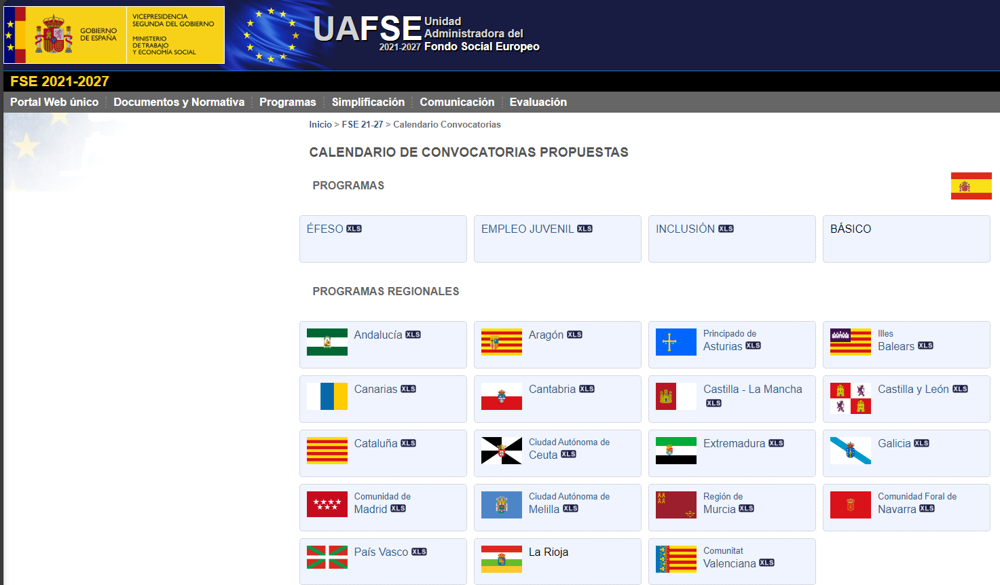 GOBIERNO
DE ESPAÑA
VICEPRESIDENCIA
SEGUNDA DEL GOBIERNO
MINISTERIO
DE TRABAJO
Y ECONOMÍA SOCIAL
UAFSE
2021-2027
Unidad
Administradora del
Fondo Social Europeo
FSE 2021-2027
Portal Web único
Documentos y Normativa
Programas
Simplificación
Comunicación
Evaluación
Inicio > FSE 21-27 > Calendario Convocatorias
CALENDARIO DE CONVOCATORIAS PROPUESTAS
PROGRAMAS
ÉFESO XLS
EMPLEO JUVENIL XLS
INCLUSIÓN XLS
BÁSICO
PROGRAMAS REGIONALES
Andalucía XLS
Aragón XLS
Principado de
Asturias XLS
Illes
Balears XLS
Canarias XLS
Cantabria XLS
Castilla - La Mancha
XLS
Castilla y León XLS
Cataluña XLS
Ciudad Autónoma de
Ceuta XLS
Extremadura XLS
Galicia XLS
Comunidad de
Madrid XLS
Ciudad Autónoma de
Melilla XLS
Región de
Murcia XLS
Comunidad Foral de
Navarra XLS
País Vasco XLS
La Rioja
Comunitat
Valenciana XLS